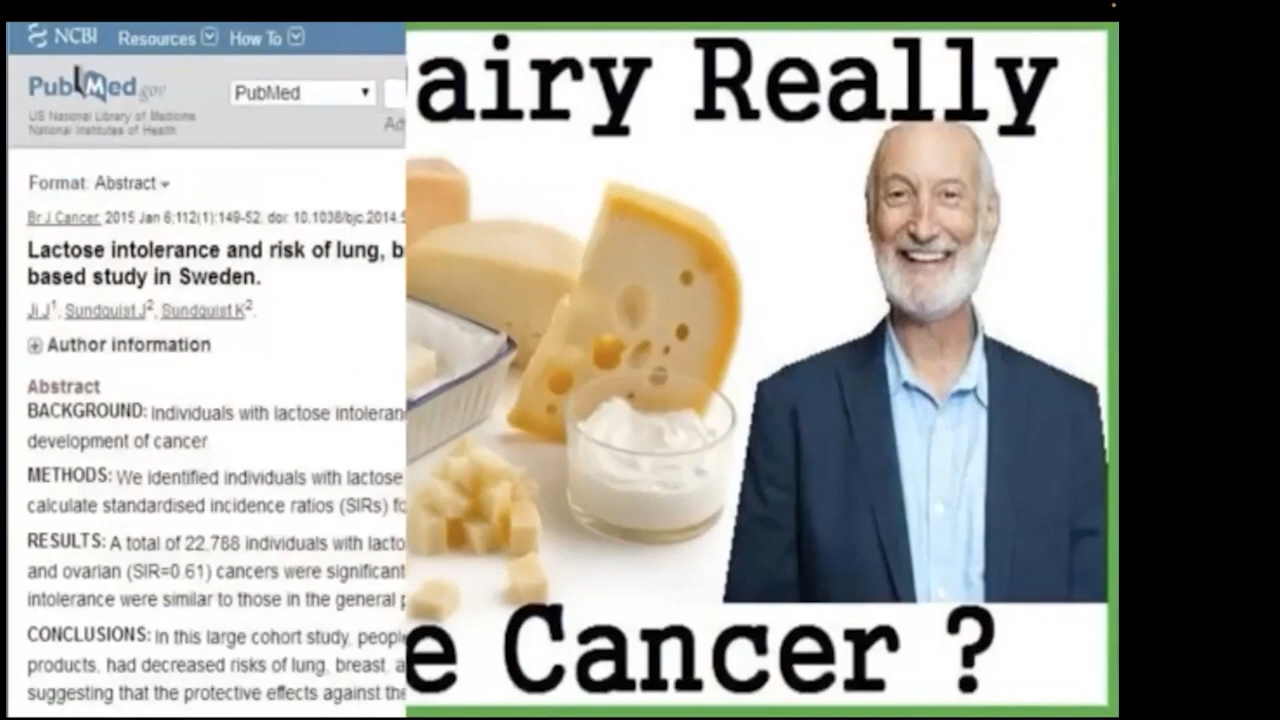 NCBI Resources How To
PubMed.gov PubMed
US National Library of Medicine
National Institutes of Health
Format: Abstract
Br J Cancer. 2015 Jan 6;112(1):149-52. doi: 10.1038/bjc.2014.
Lactose intolerance and risk of lung, b
based study in Sweden.
Ji J1, Sundquist J2, Sundquist K2.
Author information
Abstract
BACKGROUND: Individuals with lactose intoleran
development of cancer
METHODS: We identified individuals with lactose
calculate standardised incidence ratios (SIRs) fo
RESULTS: A total of 22,788 individuals with lacto
and ovarian (SIR=0.61) cancers were significant
intolerance were similar to those in the general p
CONCLUSIONS: In this large cohort study, peopl
products, had decreased risks of lung, breast, a
suggesting that the protective effects against the
airy Really
e Cancer ?